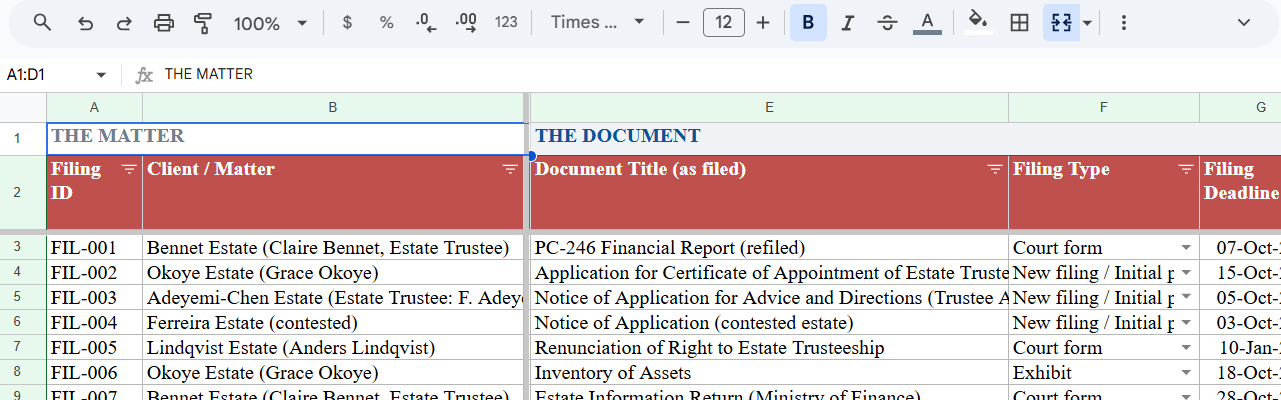 100% $ % .0 .00 123 Times ... 12 B I A
A1:D1 fx THE MATTER
A B E F G
1 THE MATTER THE DOCUMENT
2 Filing ID Client / Matter Document Title (as filed) Filing Type Filing Deadline
3 FIL-001 Bennet Estate (Claire Bennet, Estate Trustee) PC-246 Financial Report (refiled) Court form 07-Oct-
4 FIL-002 Okoye Estate (Grace Okoye) Application for Certificate of Appointment of Estate Truste New filing / Initial p 15-Oct-
5 FIL-003 Adeyemi-Chen Estate (Estate Trustee: F. Adey Notice of Application for Advice and Directions (Trustee A New filing / Initial p 05-Oct-
6 FIL-004 Ferreira Estate (contested) Notice of Application (contested estate) New filing / Initial p 03-Oct-
7 FIL-005 Lindqvist Estate (Anders Lindqvist) Renunciation of Right to Estate Trusteeship Court form 10-Jan-
8 FIL-006 Okoye Estate (Grace Okoye) Inventory of Assets Exhibit 18-Oct-
9 FIL-007 Bennet Estate (Claire Bennet, Estate Trustee) Estate Information Return (Ministry of Finance) Court form 28-Oct-